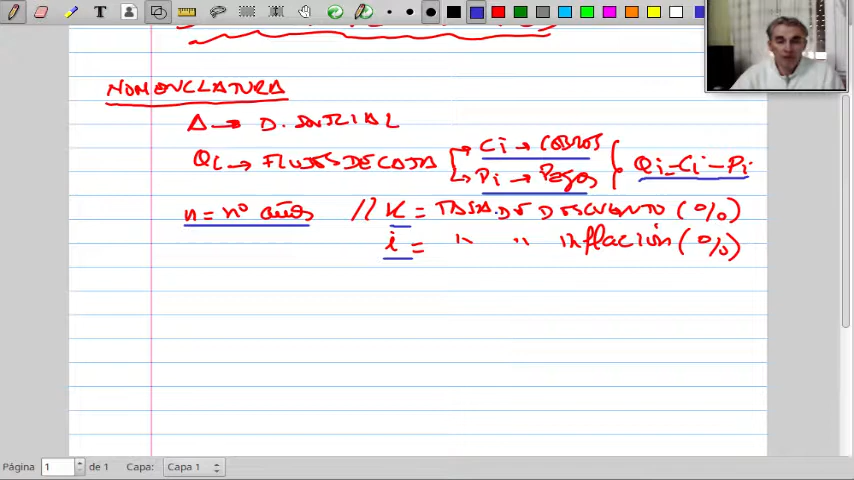 NOMENCLATURA
A → D. INICIAL
Qi → FLUJOS DE CAJA Ci → COBROS Pi → Pagos Qi = Ci - Pi
n = nº años // K = TASA DE DESCUENTO (%)
i = " " inflación (%)
Página 1 de 1 Capa: Capa 1